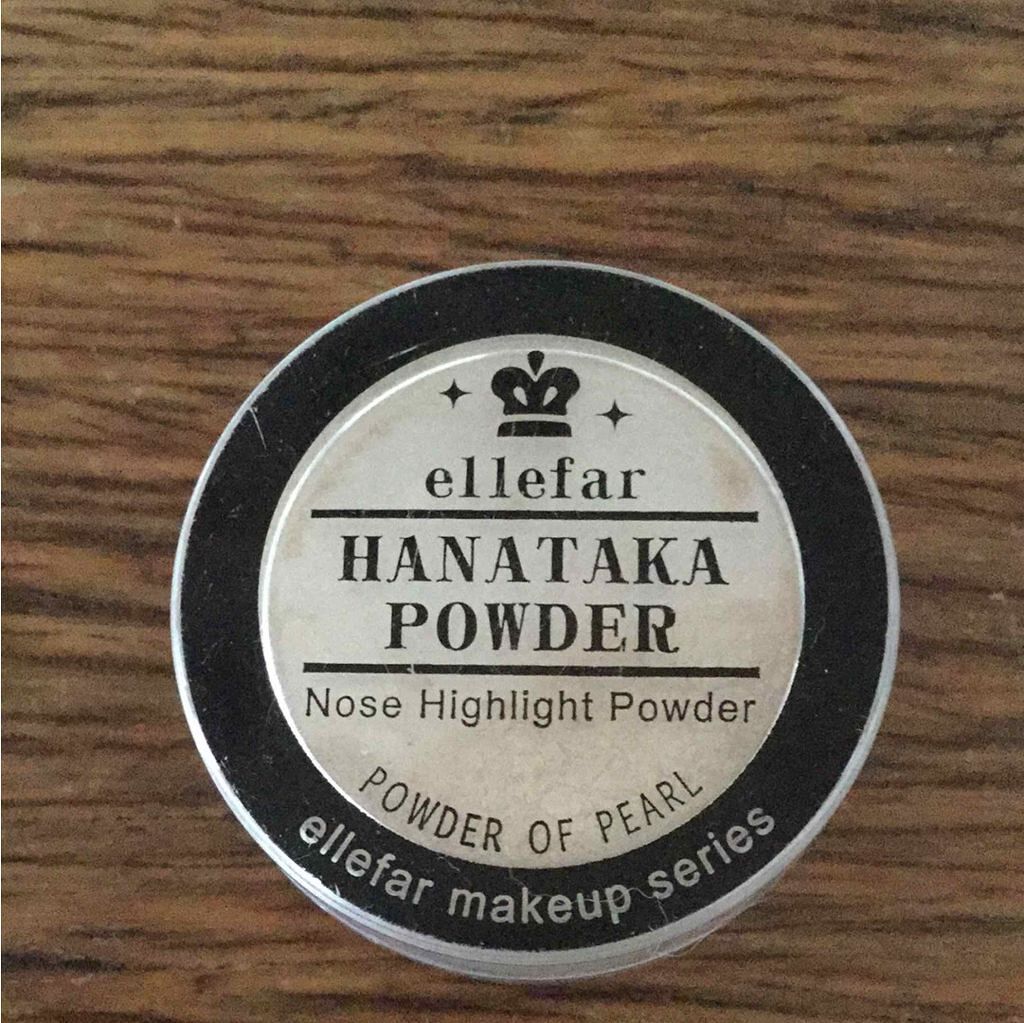 ellefar
HANATAKA
POWDER
Nose Highlight Powder
POWDER OF PEARL
ellefar makeup series